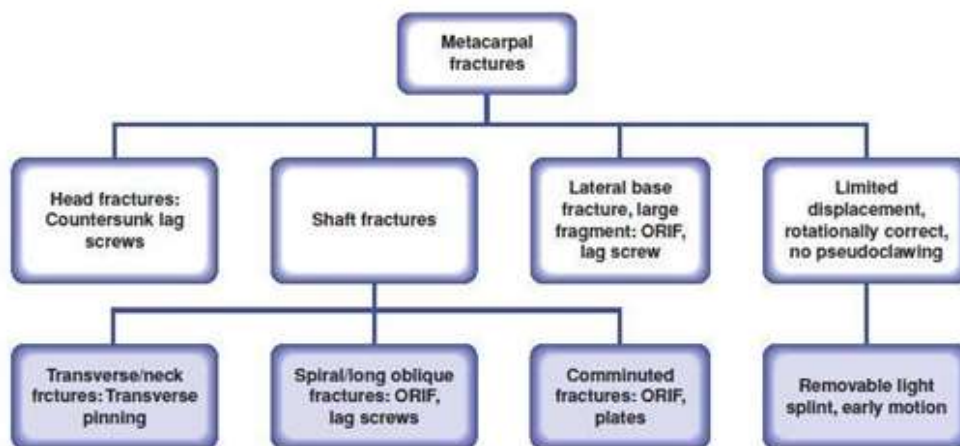 Metacarpal
fractures
Head fractures:
Countersunk lag
screws
Shaft fractures
Lateral base
fracture, large
fragment: ORIF,
lag screw
Limited
displacement,
rotationally correct,
no pseudoclawing
Transverse/neck
frctures: Transverse
pinning
Spiral/long oblique
fractures: ORIF,
lag screws
Comminuted
fractures: ORIF,
plates
Removable light
splint, early motion